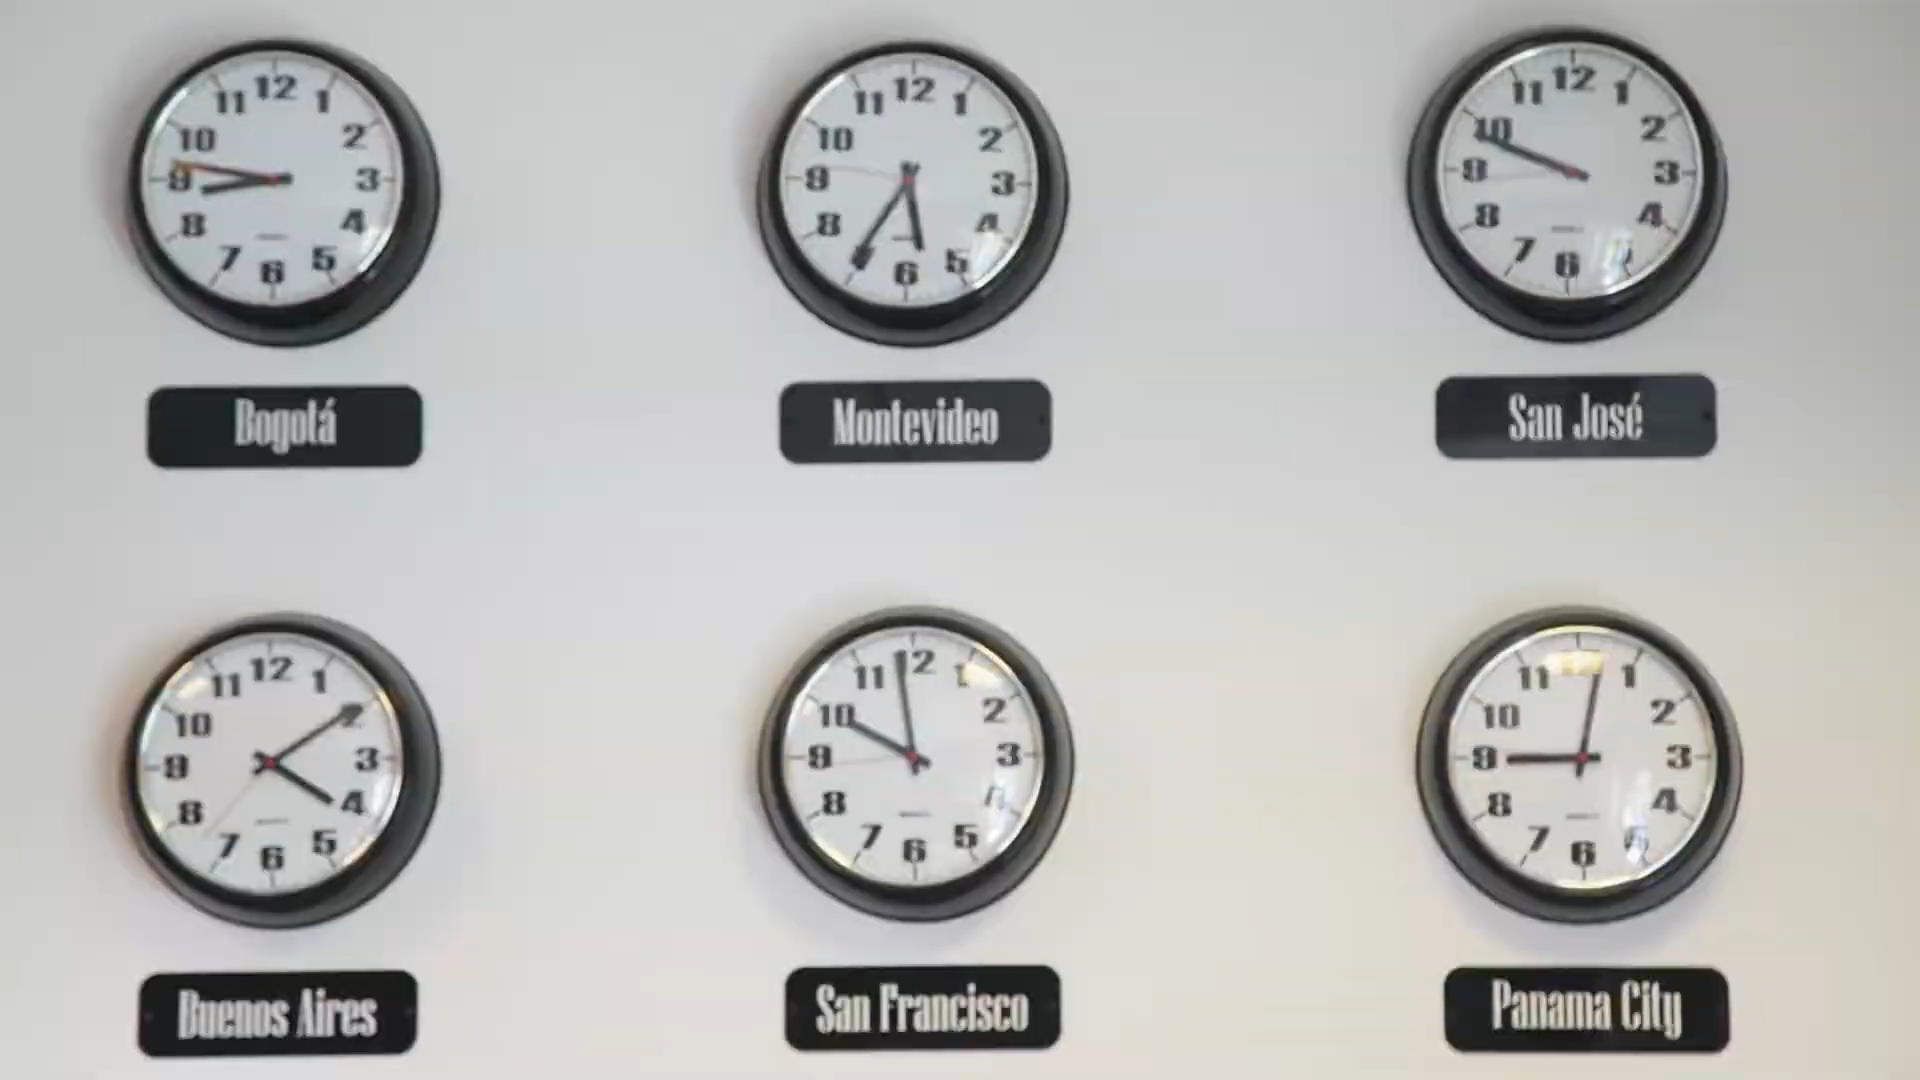 Bogotá
Montevideo
San José
Buenos Aires
San Francisco
Panama City